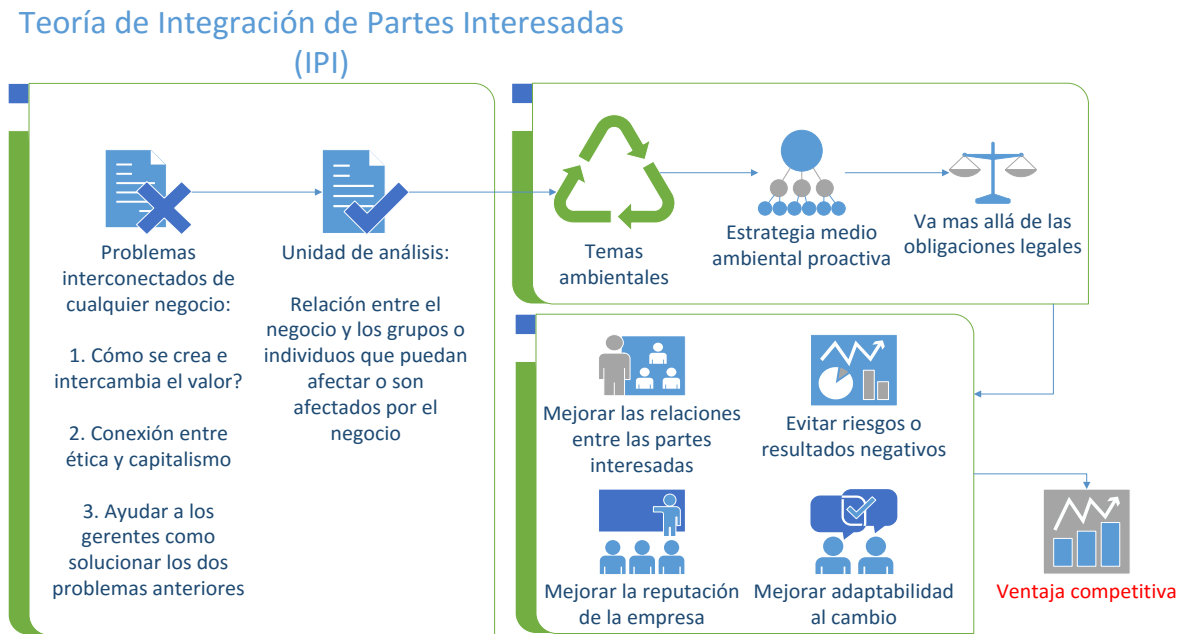 Teoría de Integración de Partes Interesadas
(IPI)
Problemas
interconectados de
cualquier negocio:
1. Cómo se crea e
intercambia el valor?
2. Conexión entre
ética y capitalismo
3. Ayudar a los
gerentes como
solucionar los dos
problemas anteriores
Unidad de análisis:
Relación entre el
negocio y los grupos o
individuos que puedan
afectar o son
afectados por el
negocio
Temas
ambientales
Estrategia medio
ambiental proactiva
Va mas allá de las
obligaciones legales
Mejorar las relaciones
entre las partes
interesadas
Evitar riesgos o
resultados negativos
Mejorar la reputación
de la empresa
Mejorar adaptabilidad
al cambio
Ventaja competitiva